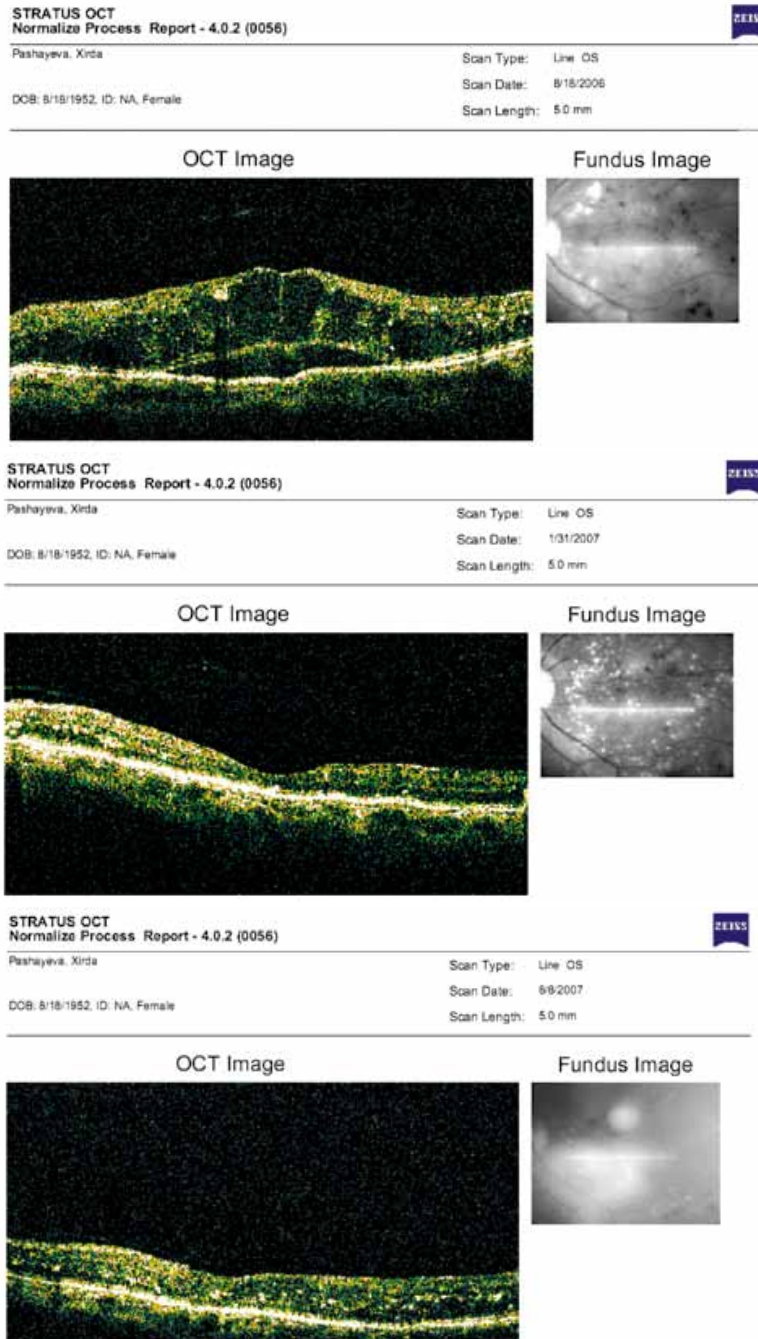 STRATUS OCT
Normalize Process Report - 4.0.2 (0056)
ZEISS
Pashayeva, Xirda
DOB: 8/18/1952, ID: NA, Female
Scan Type: Line OS
Scan Date: 8/18/2006
Scan Length: 5.0 mm
OCT Image
Fundus Image
STRATUS OCT
Normalize Process Report - 4.0.2 (0056)
ZEISS
Pashayeva, Xirda
DOB: 8/18/1952, ID: NA, Female
Scan Type: Line OS
Scan Date: 1/31/2007
Scan Length: 5.0 mm
OCT Image
Fundus Image
STRATUS OCT
Normalize Process Report - 4.0.2 (0056)
ZEISS
Pashayeva, Xirda
DOB: 8/18/1952, ID: NA, Female
Scan Type: Line OS
Scan Date: 8/8/2007
Scan Length: 5.0 mm
OCT Image
Fundus Image